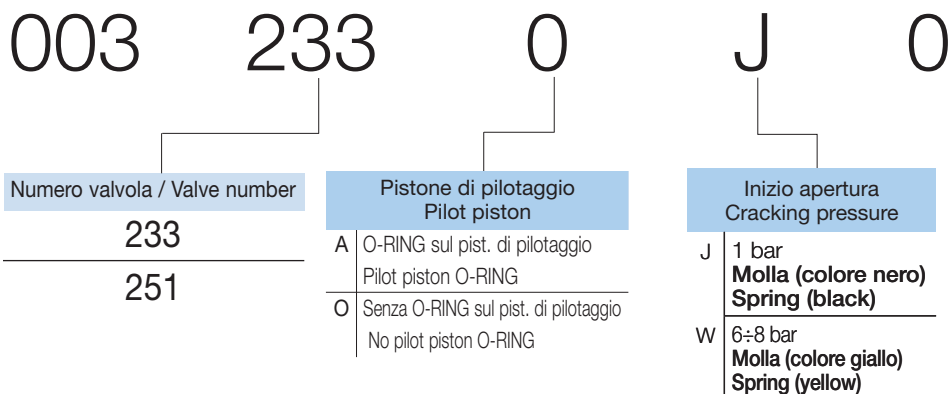 003 233 0 J 0
Numero valvola / Valve number
233
251
Pistone di pilotaggio
Pilot piston
A O-RING sul pist. di pilotaggio
Pilot piston O-RING
O Senza O-RING sul pist. di pilotaggio
No pilot piston O-RING
Inizio apertura
Cracking pressure
J 1 bar
Molla (colore nero)
Spring (black)
W 6÷8 bar
Molla (colore giallo)
Spring (yellow)